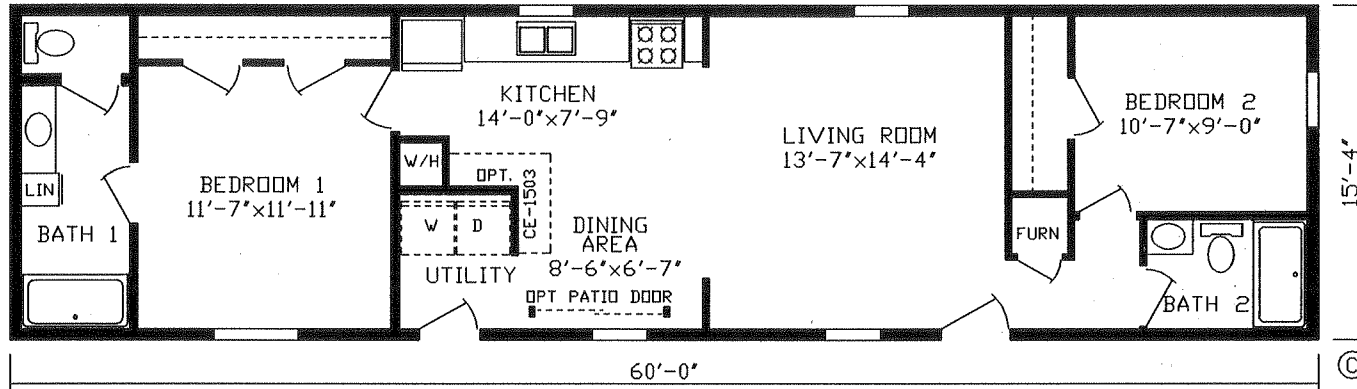 KITCHEN
14'-0"x7'-9"
BEDROOM 2
10'-7"x9'-0"
LIVING ROOM
13'-7"x14'-4"
15'-4"
W/H
OPT.
CE-1503
LIN
BEDROOM 1
11'-7"x11'-11"
W D
DINING
AREA
8'-6"x6'-7"
FURN
BATH 1
UTILITY
OPT PATIO DOOR
BATH 2
60'-0"
©